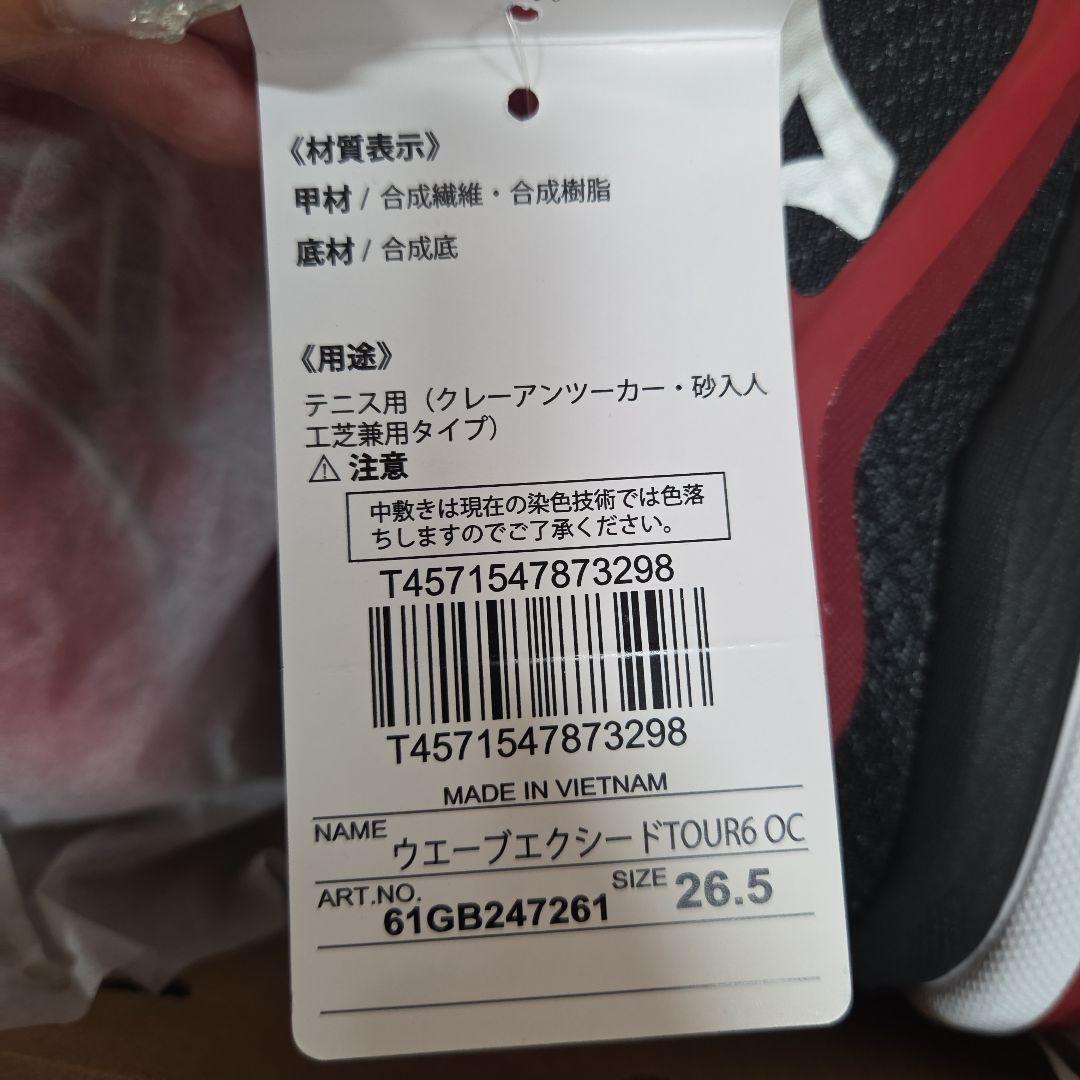 《材質表示》
甲材 / 合成繊維・合成樹脂
底材 / 合成底
《用途》
テニス用（クレーアンツーカー・砂入人
工芝兼用タイプ）
⚠ 注意
中敷きは現在の染色技術では色落
ちしますのでご了承ください。
T4571547873298
T4571547873298
MADE IN VIETNAM
NAME ウエーブエクシードTOUR6 OC
ART.NO. 61GB247261 SIZE 26.5